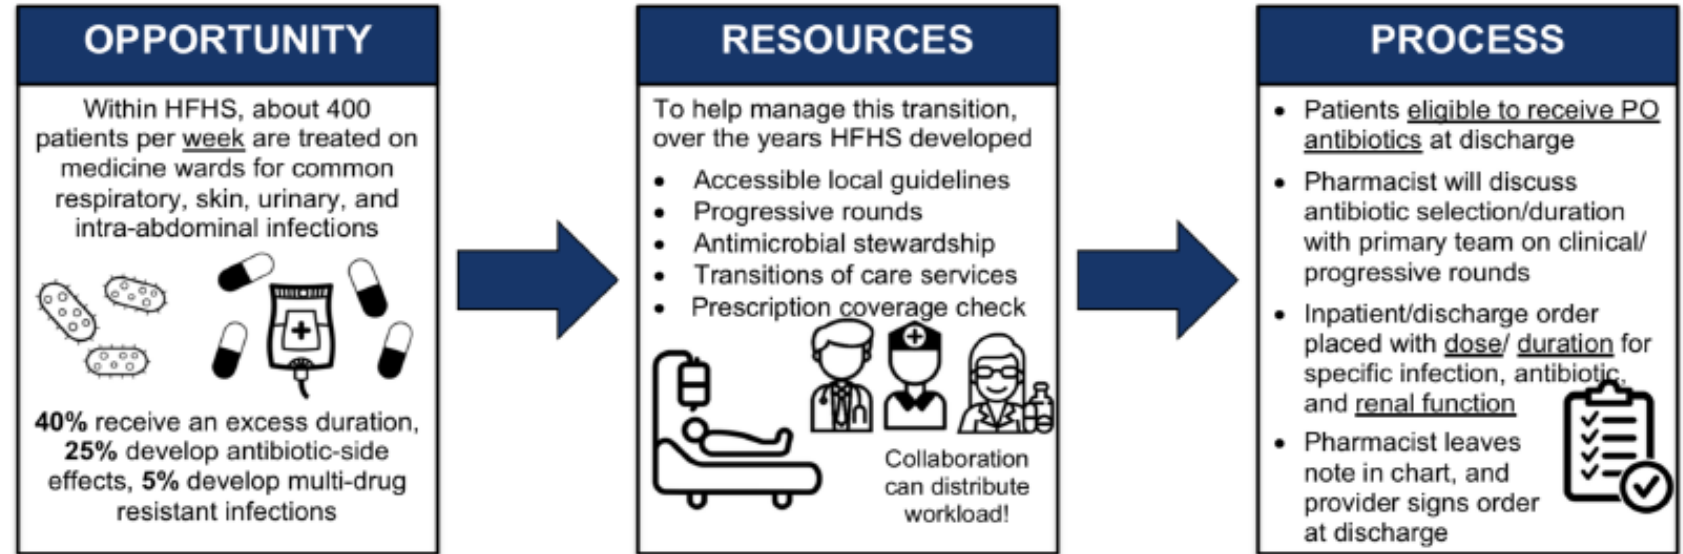 OPPORTUNITY
Within HFHS, about 400
patients per week are treated on
medicine wards for common
respiratory, skin, urinary, and
intra-abdominal infections
40% receive an excess duration,
25% develop antibiotic-side
effects, 5% develop multi-drug
resistant infections
RESOURCES
To help manage this transition,
over the years HFHS developed
• Accessible local guidelines
• Progressive rounds
• Antimicrobial stewardship
• Transitions of care services
• Prescription coverage check
Collaboration
can distribute
workload!
PROCESS
• Patients eligible to receive PO
antibiotics at discharge
• Pharmacist will discuss
antibiotic selection/duration
with primary team on clinical/
progressive rounds
• Inpatient/discharge order
placed with dose/ duration for
specific infection, antibiotic,
and renal function
• Pharmacist leaves
note in chart, and
provider signs order
at discharge